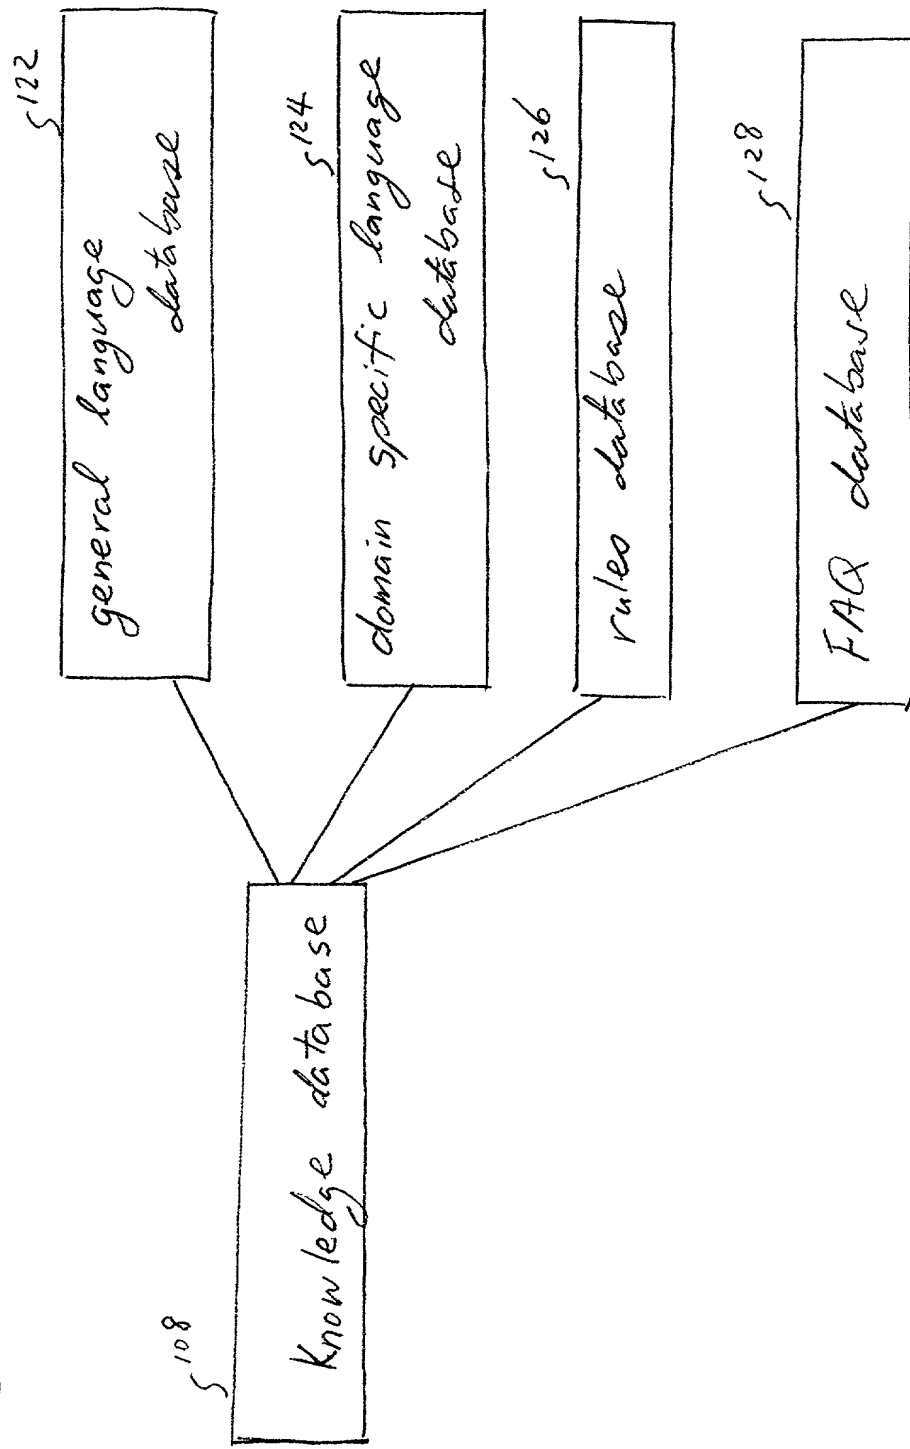 122
general language
database
124
domain specific language
database
126
rules database
128
FAQ database
108
Knowledge database